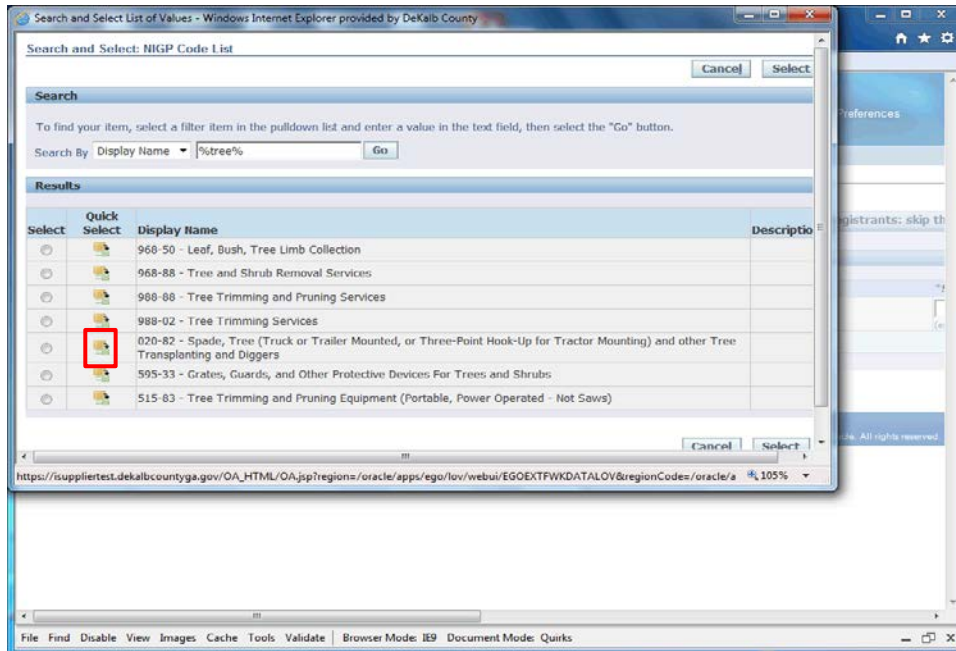 Search and Select List of Values - Windows Internet Explorer provided by DeKalb County
Search and Select: NIGP Code List
Cancel Select
Search
To find your item, select a filter item in the pulldown list and enter a value in the text field, then select the "Go" button.
Search By Display Name %tree% Go
Preferences
Results
gistrants: skip th
Select Quick Select Display Name Descriptio
968-50 - Leaf, Bush, Tree Limb Collection
968-88 - Tree and Shrub Removal Services
988-88 - Tree Trimming and Pruning Services
988-02 - Tree Trimming Services
020-82 - Spade, Tree (Truck or Trailer Mounted, or Three-Point Hook-Up for Tractor Mounting) and other Tree
Transplanting and Diggers
595-33 - Grates, Guards, and Other Protective Devices For Trees and Shrubs
515-83 - Tree Trimming and Pruning Equipment (Portable, Power Operated - Not Saws)
Cancel Select
All rights reserved.
https://isuppliertest.dekalbcountyga.gov/OA_HTML/OA.jsp?region=/oracle/apps/ego/lov/webui/EGOEXTFWKDATALOV&regionCode=/oracle/a 105%
File Find Disable View Images Cache Tools Validate Browser Mode: IE9 Document Mode: Quirks